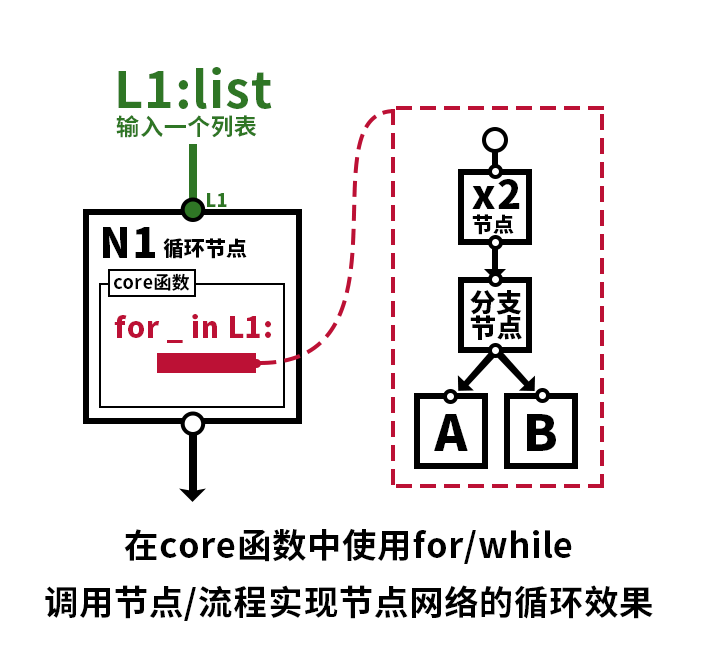 L1:list
输入一个列表
L1
N1 循环节点
core函数
for _ in L1:
x2
节点
分支
节点
A
B
在core函数中使用for/while
调用节点/流程实现节点网络的循环效果